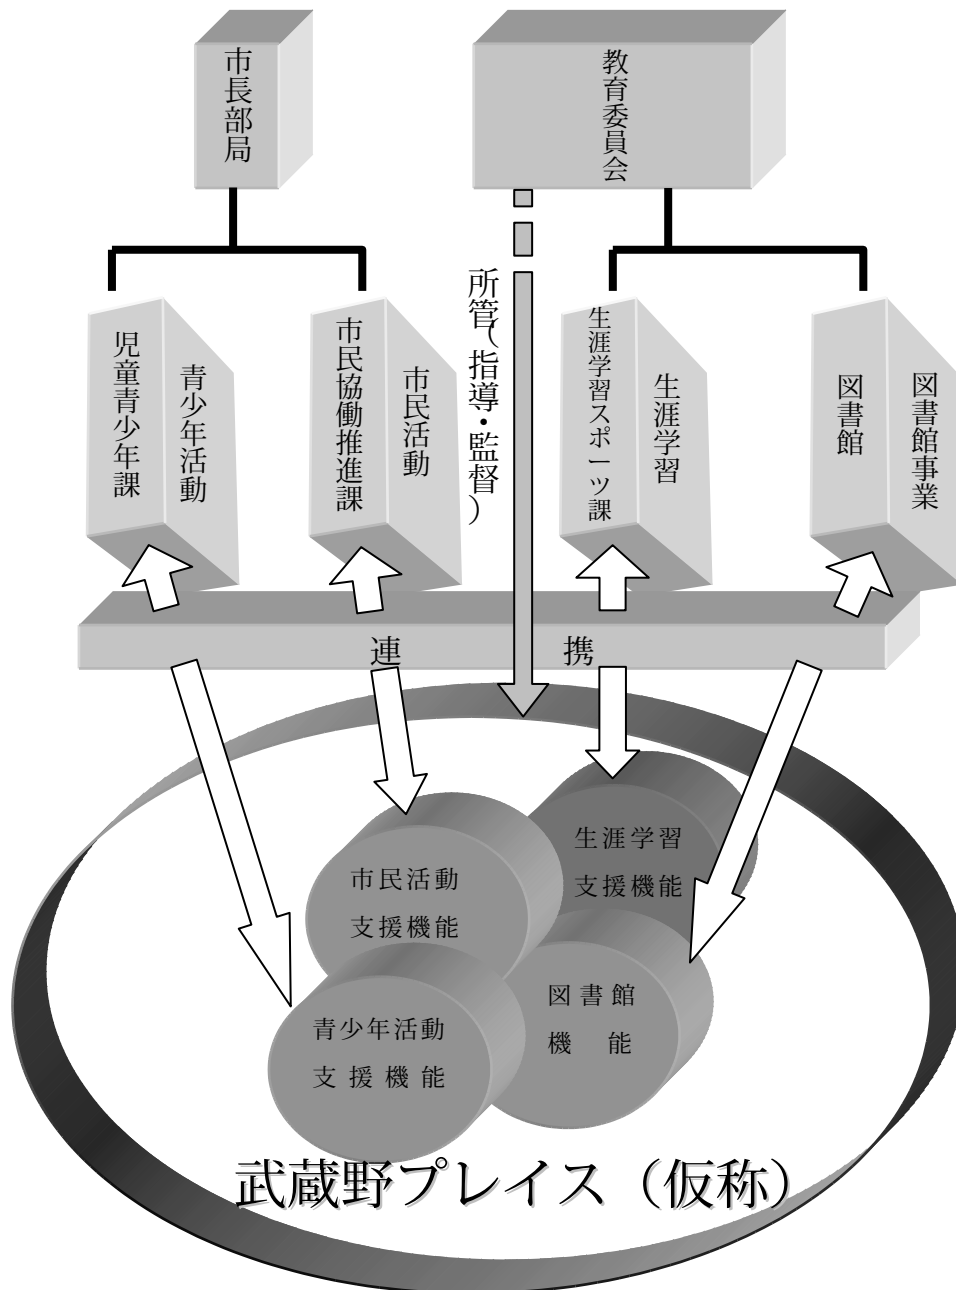 市長部局
教育委員会
所管(指導・監督)
児童青少年課
青少年活動
市民協働推進課
市民活動
生涯学習スポーツ課
生涯学習
図書館
図書館事業
連携
生涯学習
支援機能
市民活動
支援機能
図書館
機能
青少年活動
支援機能
武蔵野プレイス（仮称）